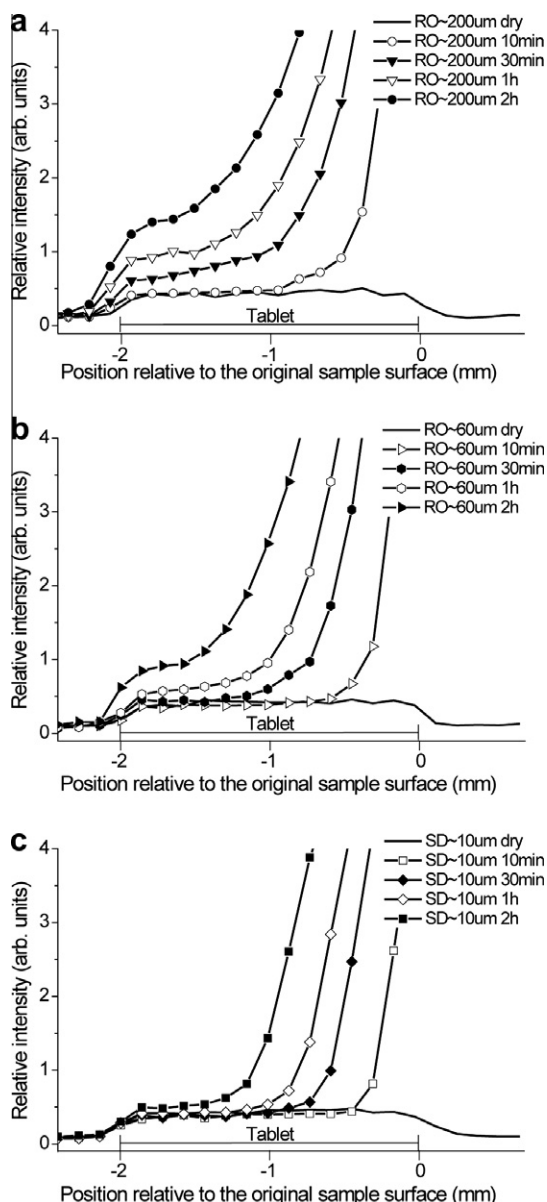 a
4
3
2
1
0
Relative intensity (arb. units)
RO~200um dry
RO~200um 10min
RO~200um 30min
RO~200um 1h
RO~200um 2h
Tablet
-2 -1 0
Position relative to the original sample surface (mm)
b
4
3
2
1
0
Relative intensity (arb. units)
RO~60um dry
RO~60um 10min
RO~60um 30min
RO~60um 1h
RO~60um 2h
Tablet
-2 -1 0
Position relative to the original sample surface (mm)
c
4
3
2
1
0
Relative intensity (arb. units)
SD~10um dry
SD~10um 10min
SD~10um 30min
SD~10um 1h
SD~10um 2h
Tablet
-2 -1 0
Position relative to the original sample surface (mm)